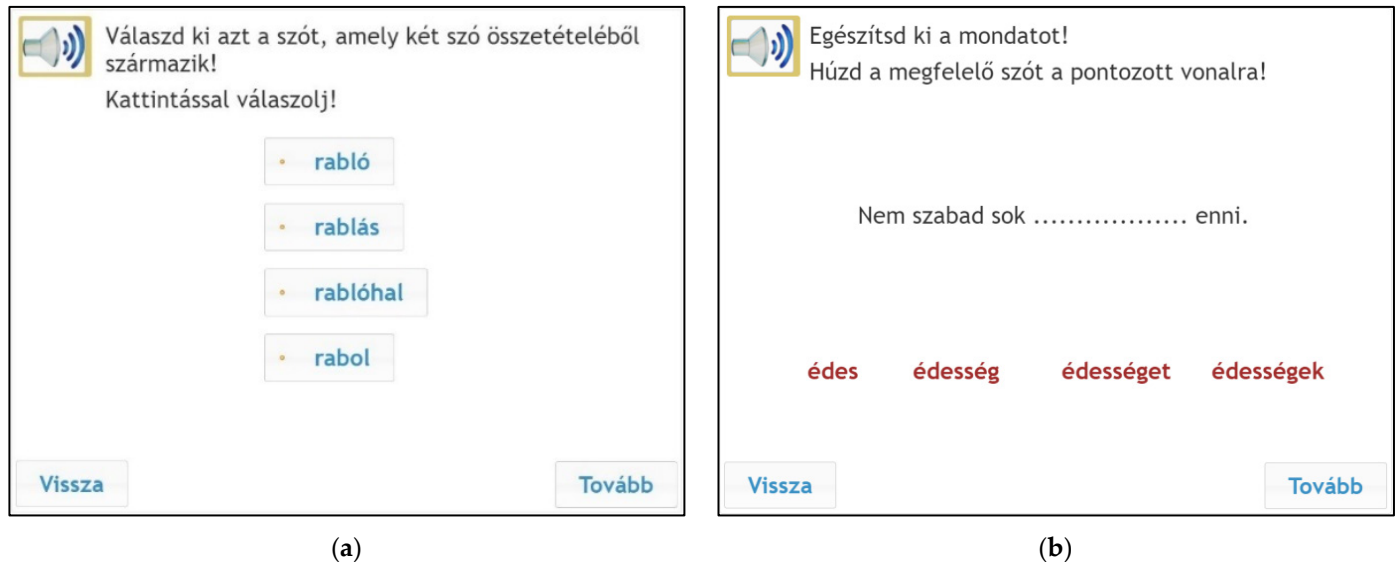 Válaszd ki azt a szót, amely két szó összetételéből
származik!
Kattintással válaszolj!
rabló
rablás
rablóhal
rabol
Vissza
Tovább
(a)
Egészítsd ki a mondatot!
Húzd a megfelelő szót a pontozott vonalra!
Nem szabad sok .................. enni.
édes édesség édességet édességek
Vissza
Tovább
(b)